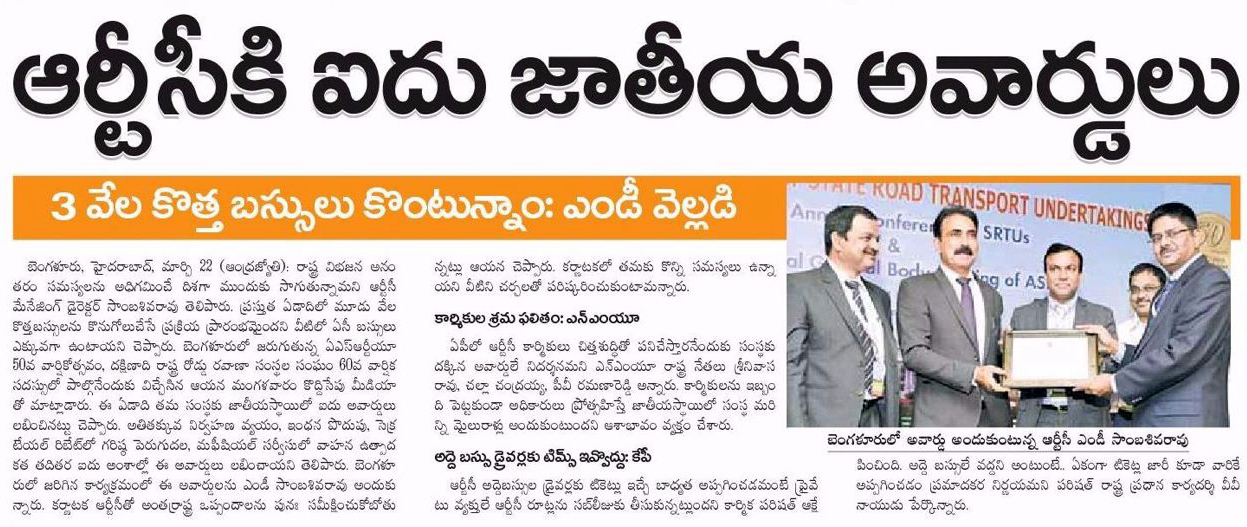 ఆర్టీసీకి ఐదు జాతీయ అవార్డులు
3 వేల కొత్త బస్సులు కొంటున్నాం: ఎండీ వెల్లడి
బెంగళూరు, హైదరాబాద్, మార్చి 22 (ఆంధ్రజ్యోతి): రాష్ట్ర విభజన అనం
తరం సమస్యలను అధిగమించే దిశగా ముందుకు సాగుతున్నామని ఆర్టీసీ
మేనేజింగ్ డైరెక్టర్ సాంబశివరావు తెలిపారు. ప్రస్తుత ఏడాదిలో మూడు వేల
కొత్తబస్సులను కొనుగోలుచేసే ప్రక్రియ ప్రారంభమైందని వీటిలో ఏసీ బస్సులు
ఎక్కువగా ఉంటాయని చెప్పారు. బెంగళూరులో జరుగుతున్న ఏఎస్ఆర్టీయూ
50వ వార్షికోత్సవం, దక్షిణాది రాష్ట్ర రోడ్డు రవాణా సంస్థల సంఘం 60వ వార్షిక
సదస్సులో పాల్గొనేందుకు విచ్చేసిన ఆయన మంగళవారం కొద్దిసేపు మీడియా
తో మాట్లాడారు. ఈ ఏడాది తమ సంస్థకు జాతీయస్థాయిలో ఐదు అవార్డులు
లభించినట్టు చెప్పారు. అతితక్కువ నిర్వహణ వ్యయం, ఇంధన పొదుపు, సెక్ర
టేయల్ రిబేట్‌లో గరిష్ఠ పెరుగుదల, మఫీషియల్ సర్వీసులో వాహన ఉత్పాద
కత తదితర ఐదు అంశాల్లో ఈ అవార్డులు లభించాయని తెలిపారు. బెంగళూ
రులో జరిగిన కార్యక్రమంలో ఈ అవార్డులను ఎండీ సాంబశివరావు అందుకు
న్నారు. కర్ణాటక ఆర్టీసీతో అంతర్రాష్ట్ర ఒప్పందాలను పునః సమీక్షించుకోబోతు
న్నట్లు ఆయన చెప్పారు. కర్ణాటకలో తమకు కొన్ని సమస్యలు ఉన్నా
యని వీటిని చర్చలతో పరిష్కరించుకుంటామన్నారు.
కార్మికుల శ్రమ ఫలితం: ఎన్ఎంయూ
ఏపీలో ఆర్టీసీ కార్మికులు చిత్తశుద్ధితో పనిచేస్తారనేందుకు సంస్థకు
దక్కిన అవార్డులే నిదర్శనమని ఎన్ఎంయూ రాష్ట్ర నేతలు శ్రీనివాస
రావు, చల్లా చంద్రయ్య, పీవీ రమణారెడ్డి అన్నారు. కార్మికులను ఇబ్బం
ది పెట్టకుండా అధికారులు ప్రోత్సహిస్తే జాతీయస్థాయిలో సంస్థ మరి
న్ని మైలురాళ్లు అందుకుంటుందని ఆశాభావం వ్యక్తం చేశారు.
అద్దె బస్సు డ్రైవర్లకు టిమ్స్ ఇవ్వొద్దు: కేపీ
ఆర్టీసీ అద్దెబస్సుల డ్రైవర్లకు టికెట్లు ఇచ్చే బాధ్యత అప్పగించడమంటే ప్రైవే
టు వ్యక్తులే ఆర్టీసీ రూట్లను సబ్‌లీజుకు తీసుకున్నట్లుందని కార్మిక పరిషత్ ఆక్షే
STATE ROAD TRANSPORT UNDERTAKINGS
SRTUs
&
బెంగళూరులో అవార్డు అందుకుంటున్న ఆర్టీసీ ఎండీ సాంబశివరావు
పించింది. అద్దె బస్సులే వద్దని అంటుంటే.. ఏకంగా టికెట్ల జారీ కూడా వారికే
అప్పగించడం ప్రమాదకర నిర్ణయమని పరిషత్ రాష్ట్ర ప్రధాన కార్యదర్శి వీవీ
నాయుడు పేర్కొన్నారు.